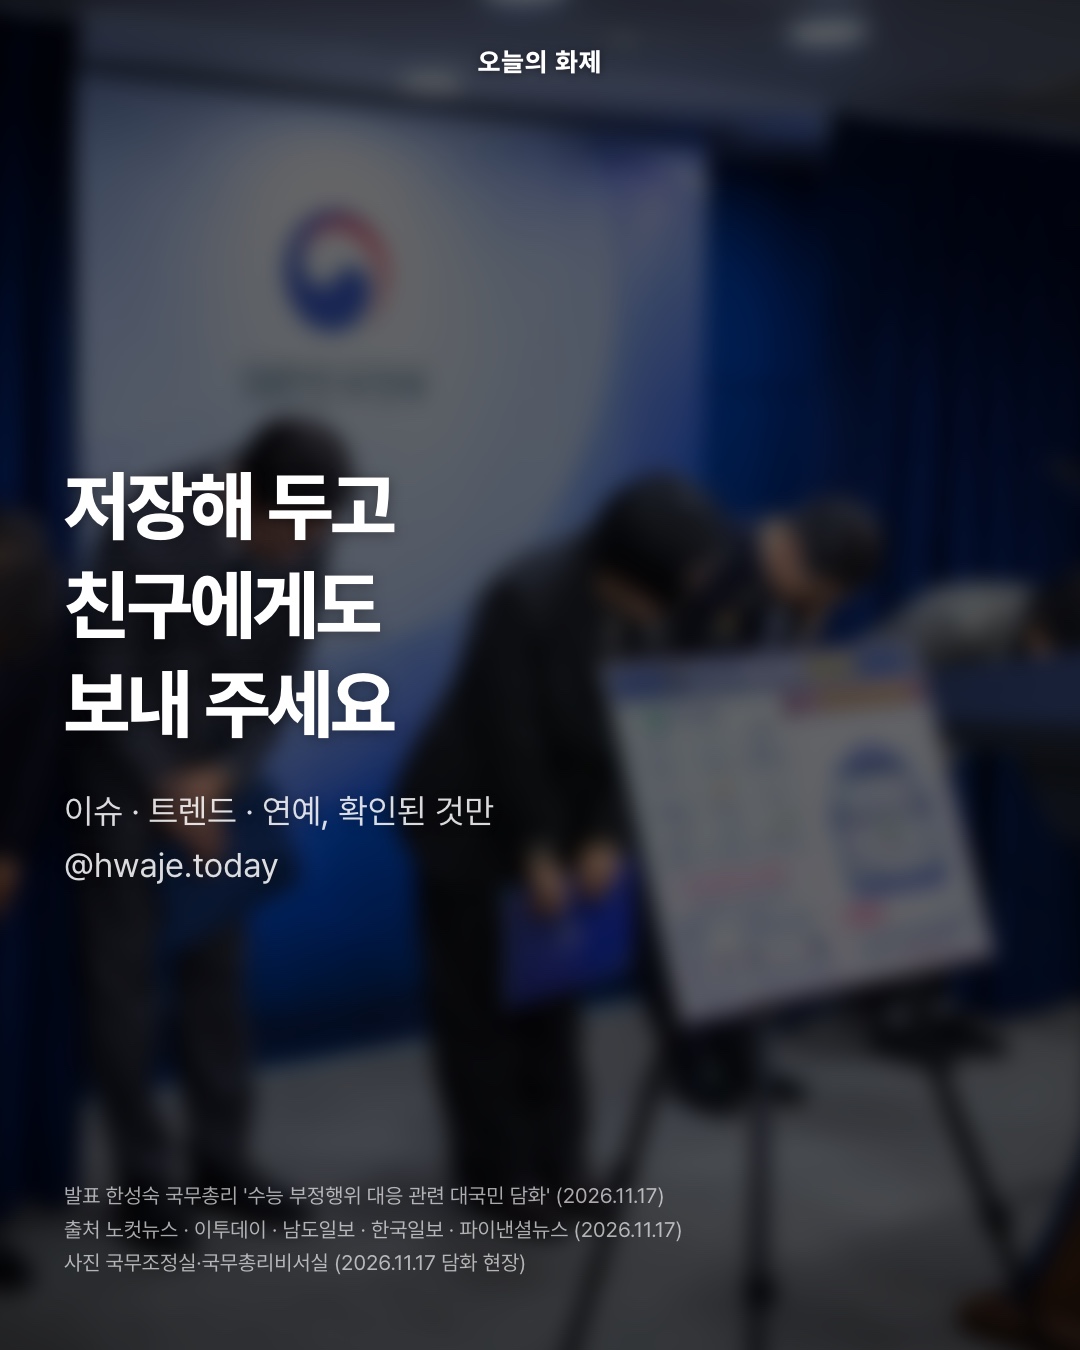 오늘의 화제
저장해 두고
친구에게도
보내 주세요
이슈 · 트렌드 · 연예, 확인된 것만
@hwaje.today
발표 한성숙 국무총리 '수능 부정행위 대응 관련 대국민 담화' (2026.11.17)
출처 노컷뉴스 · 이투데이 · 남도일보 · 한국일보 · 파이낸셜뉴스 (2026.11.17)
사진 국무조정실·국무총리비서실 (2026.11.17 담화 현장)